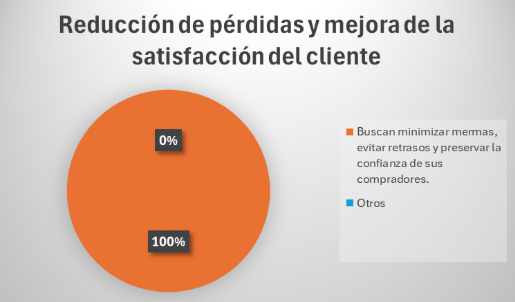 Reducción de pérdidas y mejora de la
satisfacción del cliente
0%
100%
Buscan minimizar mermas,
evitar retrasos y preservar la
confianza de sus
compradores.
Otros